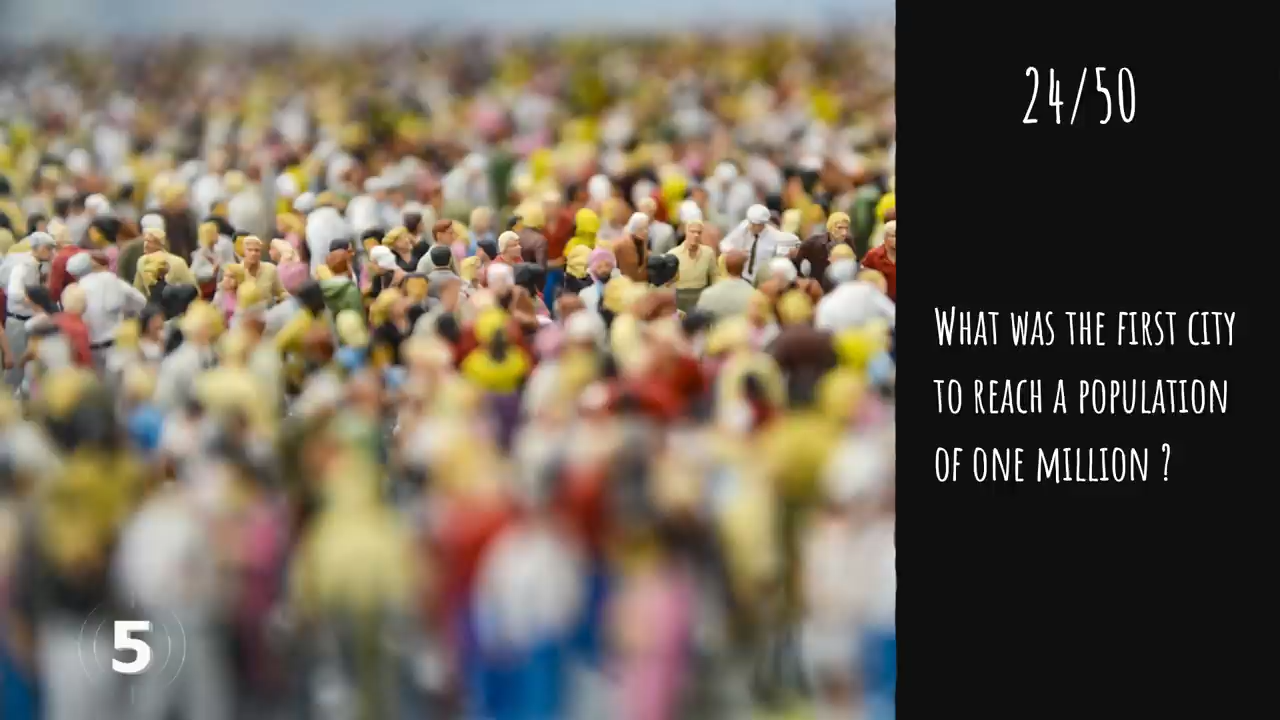 24/50
What was the first city
to reach a population
of one million ?
5